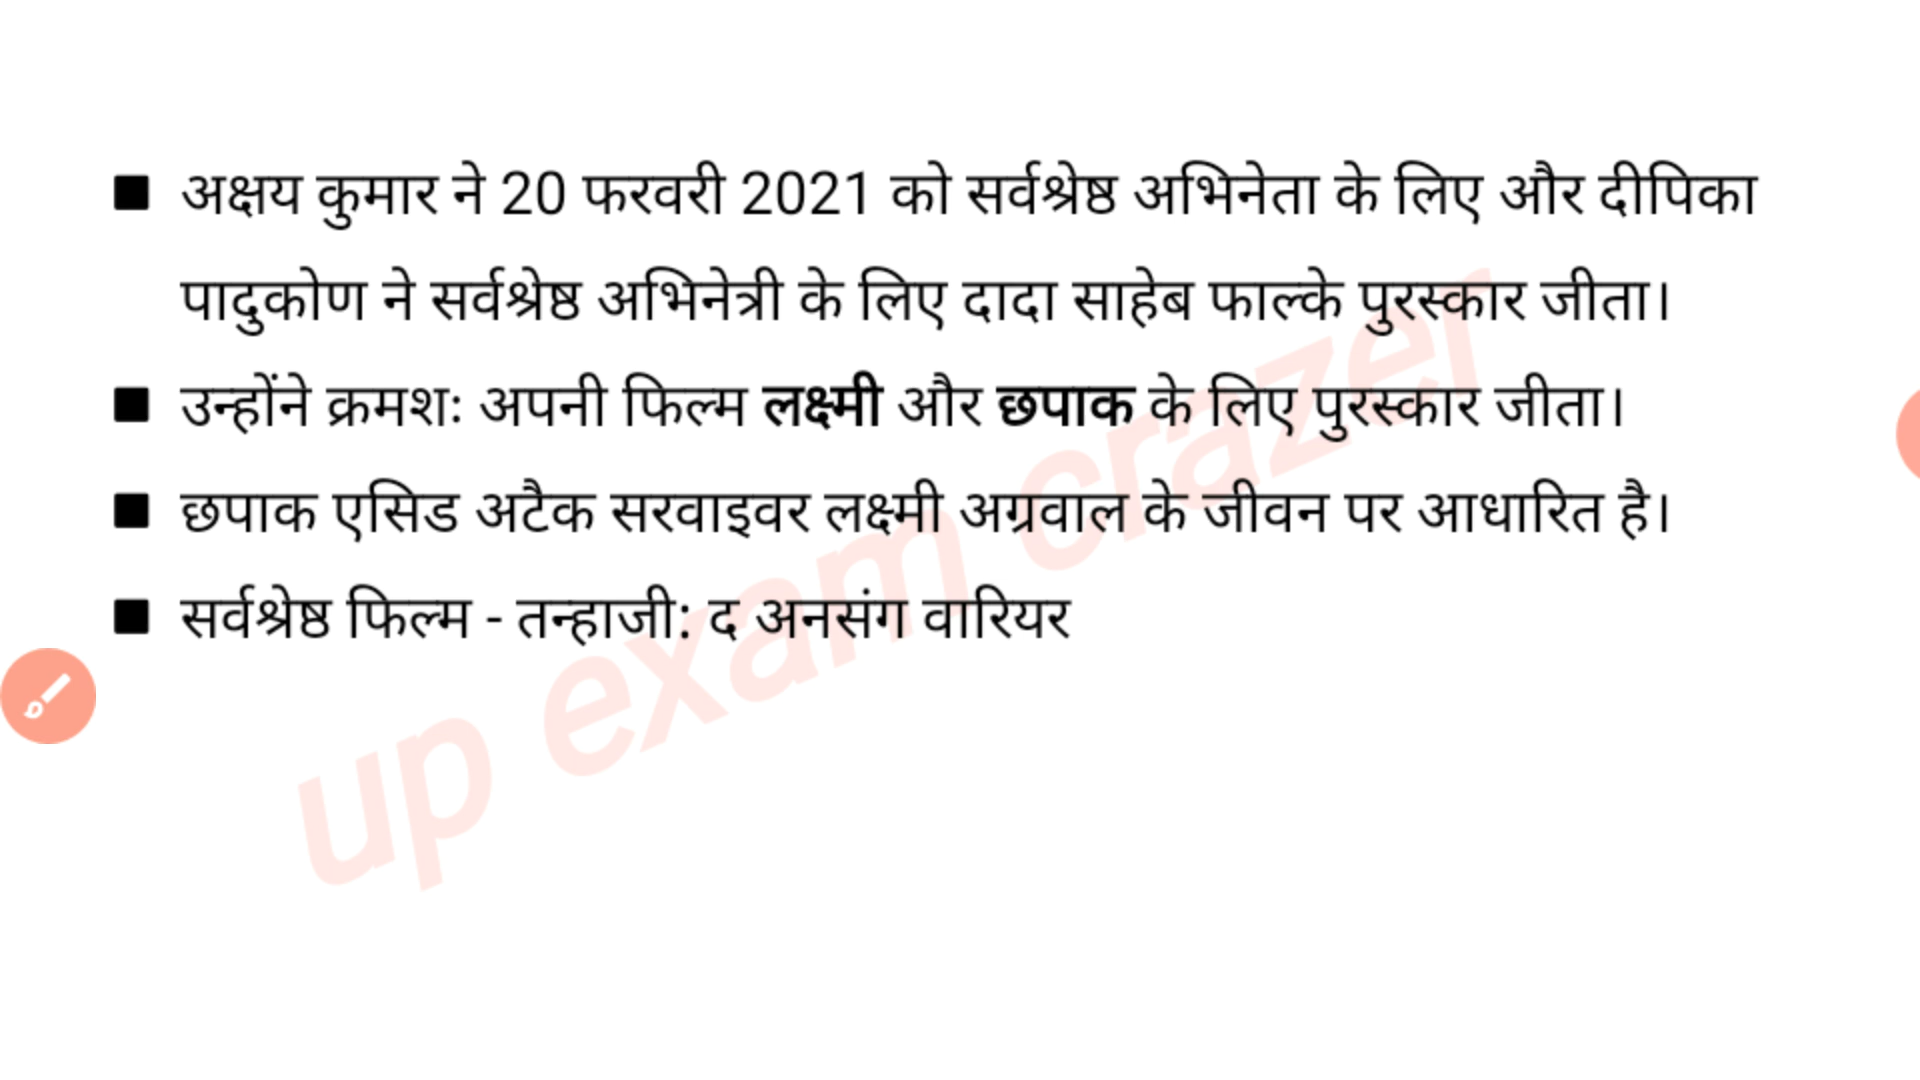 ■ अक्षय कुमार ने 20 फरवरी 2021 को सर्वश्रेष्ठ अभिनेता के लिए और दीपिका
पादुकोण ने सर्वश्रेष्ठ अभिनेत्री के लिए दादा साहेब फाल्के पुरस्कार जीता।
■ उन्होंने क्रमशः अपनी फिल्म लक्ष्मी और छपाक के लिए पुरस्कार जीता।
■ छपाक एसिड अटैक सरवाइवर लक्ष्मी अग्रवाल के जीवन पर आधारित है।
■ सर्वश्रेष्ठ फिल्म - तन्हाजी: द अनसंग वारियर
up exam crazer